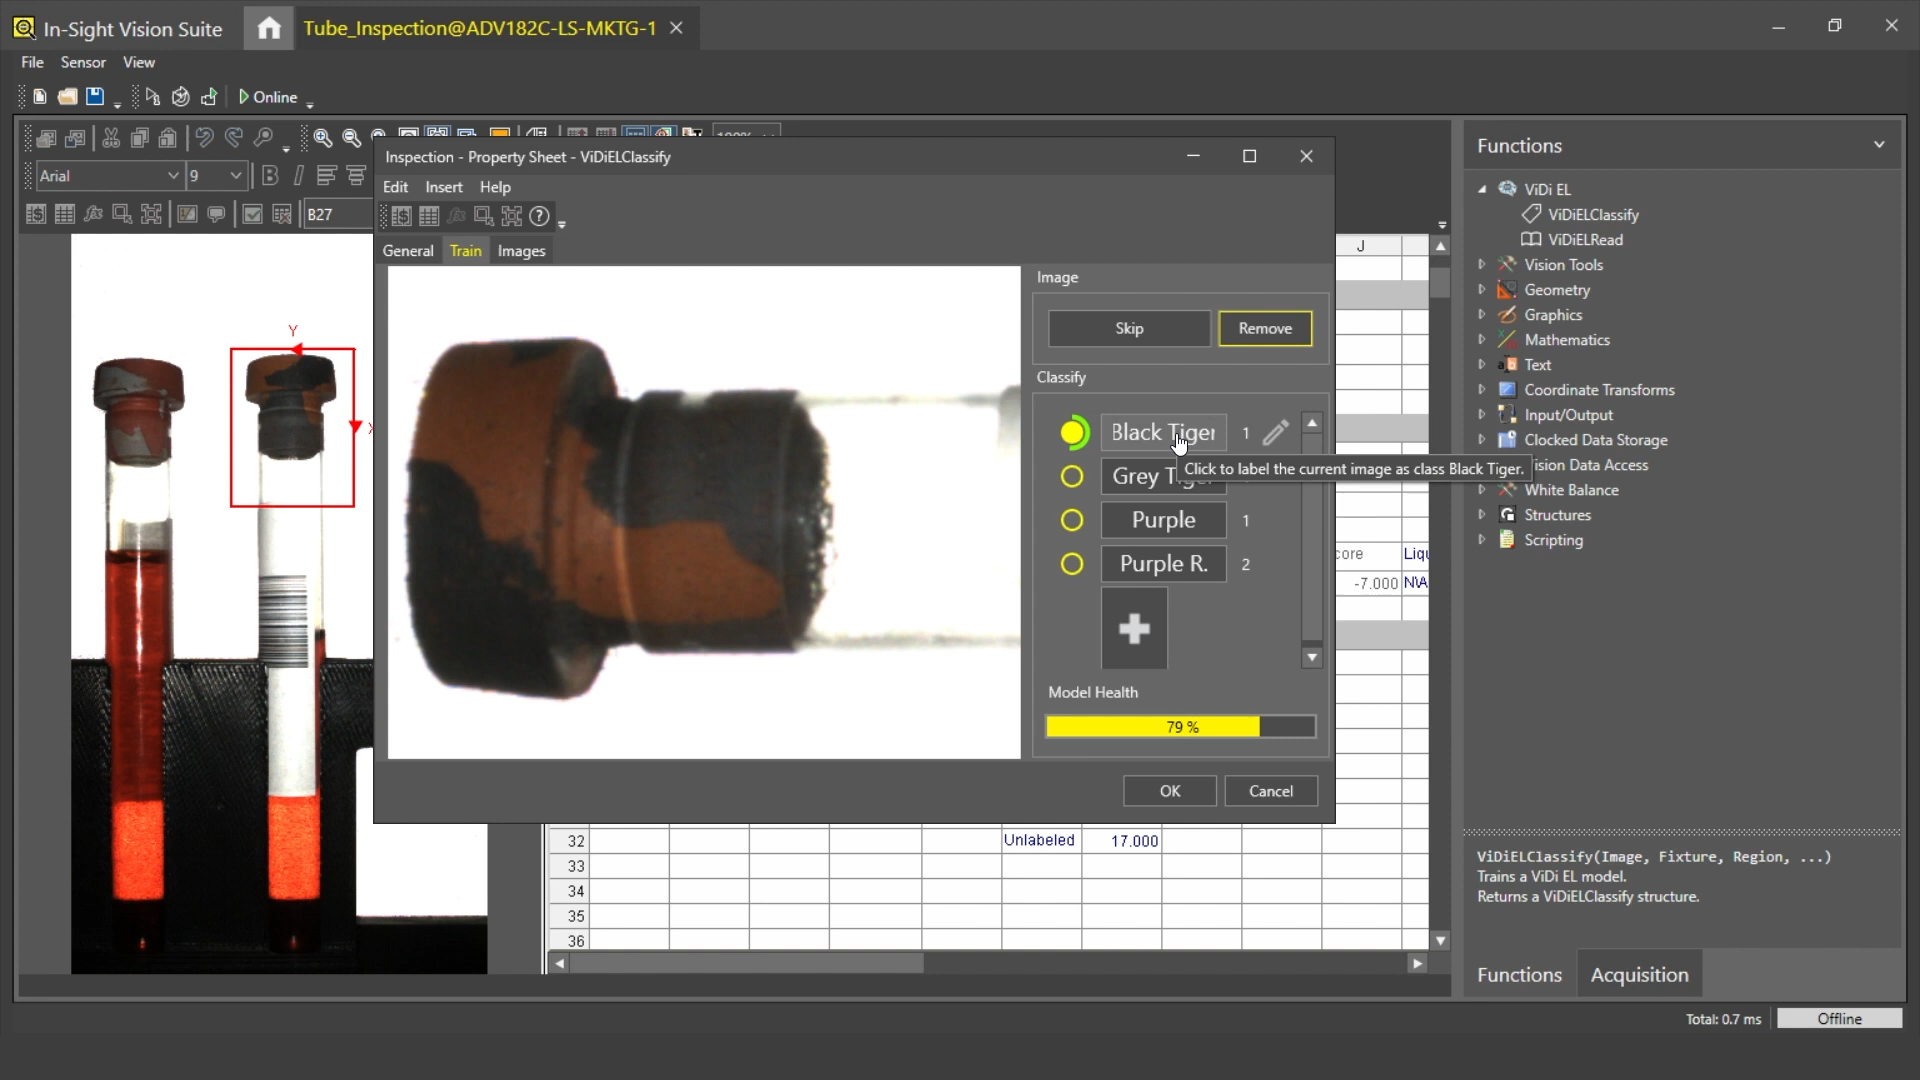 In-Sight Vision Suite
Tube_Inspection@ADV182C-LS-MKTG-1
File Sensor View
Online
Arial
9
B27
Inspection - Property Sheet - ViDiELClassify
Edit Insert Help
General Train Images
Image
Skip Remove
Classify
Black Tiger 1
Click to label the current image as class Black Tiger.
Grey
Purple 1
Purple R. 2
Model Health
79 %
OK Cancel
Y
J
-7.000
32 Unlabeled 17.000
33
34
35
36
Functions
ViDi EL
ViDiELClassify
ViDiELRead
Vision Tools
Geometry
Graphics
Mathematics
Text
Coordinate Transforms
Input/Output
Clocked Data Storage
Data Access
White Balance
Structures
Scripting
ViDiELClassify(Image, Fixture, Region, ...)
Trains a ViDi EL model.
Returns a ViDiELClassify structure.
Functions Acquisition
Total: 0.7 ms Offline